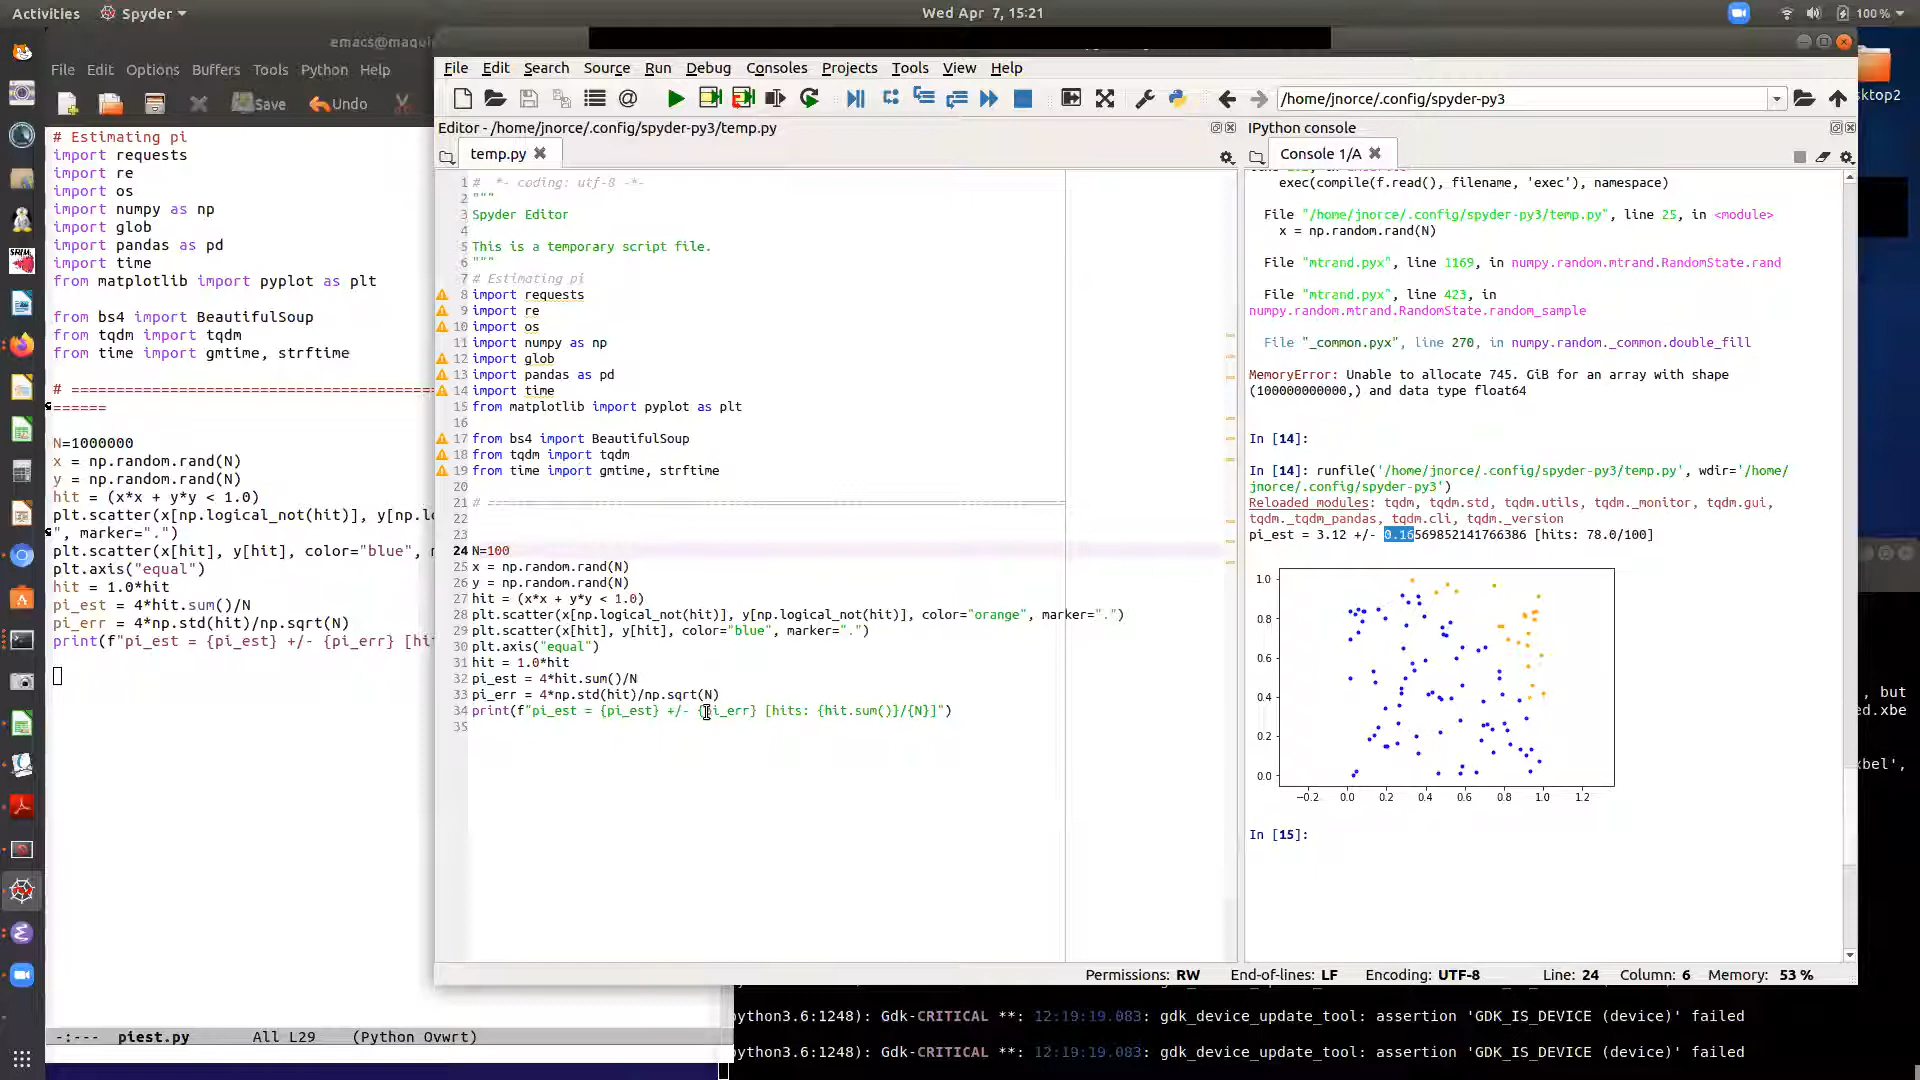 Activities
Spyder
Wed Apr 7, 15:21
100 %
emacs@maqui
File Edit Options Buffers Tools Python Help
Save Undo
# Estimating pi
import requests
import re
import os
import numpy as np
import glob
import pandas as pd
import time
from matplotlib import pyplot as plt
from bs4 import BeautifulSoup
from tqdm import tqdm
from time import gmtime, strftime
# ========================================
======
N=1000000
x = np.random.rand(N)
y = np.random.rand(N)
hit = (x*x + y*y < 1.0)
plt.scatter(x[np.logical_not(hit)], y[np.l
", marker=".")
plt.scatter(x[hit], y[hit], color="blue",
plt.axis("equal")
hit = 1.0*hit
pi_est = 4*hit.sum()/N
pi_err = 4*np.std(hit)/np.sqrt(N)
print(f"pi_est = {pi_est} +/- {pi_err} [hi
-:--- piest.py All L29 (Python Ovwrt)
File Edit Search Source Run Debug Consoles Projects Tools View Help
/home/jnorce/.config/spyder-py3
Editor - /home/jnorce/.config/spyder-py3/temp.py
temp.py
1 # *- coding: utf-8 -*-
2 """
3 Spyder Editor
4
5 This is a temporary script file.
6 """
7 # Estimating pi
8 import requests
9 import re
10 import os
11 import numpy as np
12 import glob
13 import pandas as pd
14 import time
15 from matplotlib import pyplot as plt
16
17 from bs4 import BeautifulSoup
18 from tqdm import tqdm
19 from time import gmtime, strftime
20
21 #
22
23
24 N=100
25 x = np.random.rand(N)
26 y = np.random.rand(N)
27 hit = (x*x + y*y < 1.0)
28 plt.scatter(x[np.logical_not(hit)], y[np.logical_not(hit)], color="orange", marker=".")
29 plt.scatter(x[hit], y[hit], color="blue", marker=".")
30 plt.axis("equal")
31 hit = 1.0*hit
32 pi_est = 4*hit.sum()/N
33 pi_err = 4*np.std(hit)/np.sqrt(N)
34 print(f"pi_est = {pi_est} +/- {pi_err} [hits: {hit.sum()}/{N}]")
35
IPython console
Console 1/A
exec(compile(f.read(), filename, 'exec'), namespace)
File "/home/jnorce/.config/spyder-py3/temp.py", line 25, in <module>
x = np.random.rand(N)
File "mtrand.pyx", line 1169, in numpy.random.mtrand.RandomState.rand
File "mtrand.pyx", line 423, in
numpy.random.mtrand.RandomState.random_sample
File "_common.pyx", line 270, in numpy.random._common.double_fill
MemoryError: Unable to allocate 745. GiB for an array with shape
(100000000000,) and data type float64
In [14]:
In [14]: runfile('/home/jnorce/.config/spyder-py3/temp.py', wdir='/home/
jnorce/.config/spyder-py3')
Reloaded modules: tqdm, tqdm.std, tqdm.utils, tqdm._monitor, tqdm.gui,
tqdm._tqdm_pandas, tqdm.cli, tqdm._version
pi_est = 3.12 +/- 0.16569852141766386 [hits: 78.0/100]
1.0
0.8
0.6
0.4
0.2
0.0
−0.2 0.0 0.2 0.4 0.6 0.8 1.0 1.2
In [15]:
Permissions: RW End-of-lines: LF Encoding: UTF-8 Line: 24 Column: 6 Memory: 53 %
sktop2
, but
ed.xbe
xbel',
python3.6:1248): Gdk-CRITICAL **: 12:19:19.083: gdk_device_update_tool: assertion 'GDK_IS_DEVICE (device)' failed
python3.6:1248): Gdk-CRITICAL **: 12:19:19.083: gdk_device_update_tool: assertion 'GDK_IS_DEVICE (device)' failed